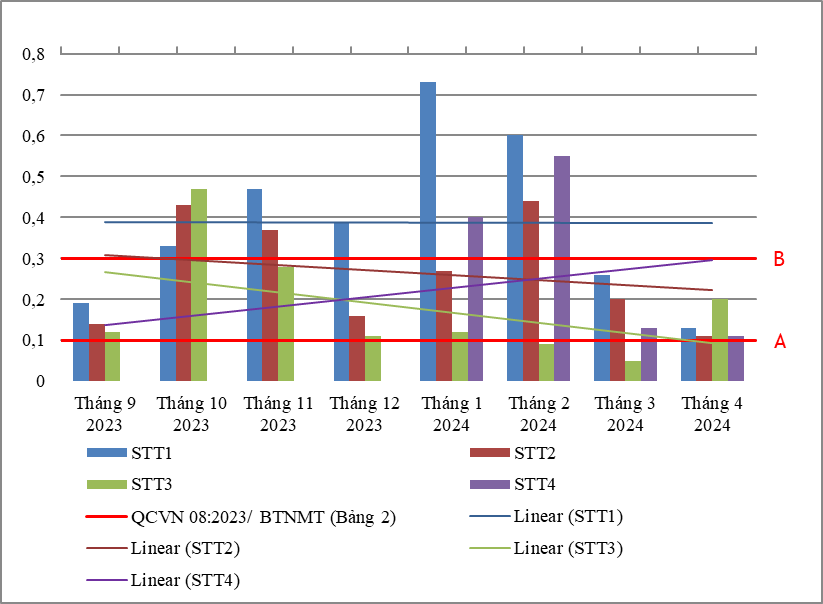 0,8
0,7
0,6
0,5
0,4
0,3
0,2
0,1
0
B
A
Tháng 9 Tháng 10 Tháng 11 Tháng 12 Tháng 1 Tháng 2 Tháng 3 Tháng 4
2023 2023 2023 2023 2024 2024 2024 2024
STT1 STT2
STT3 STT4
QCVN 08:2023/ BTNMT (Bảng 2) Linear (STT1)
Linear (STT2) Linear (STT3)
Linear (STT4)